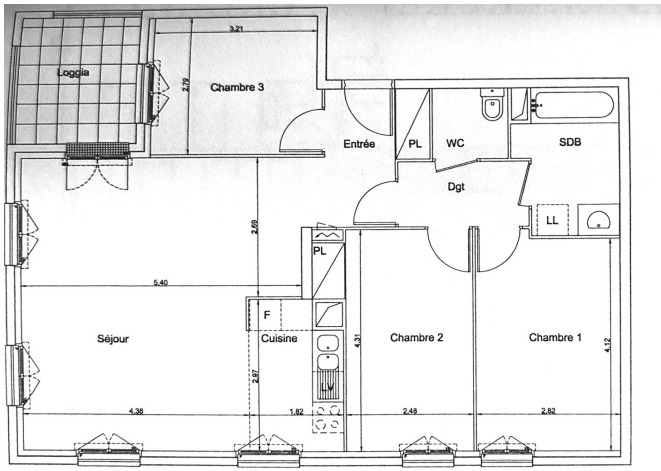 3.21
Loggia
2.79
Chambre 3
Entrée
PL
WC
SDB
Dgt
2.69
LL
PL
5.40
F
Séjour
Cuisine
4.31
Chambre 2
Chambre 1
4.12
2.97
LV
4.38
1.82
2.48
2.82